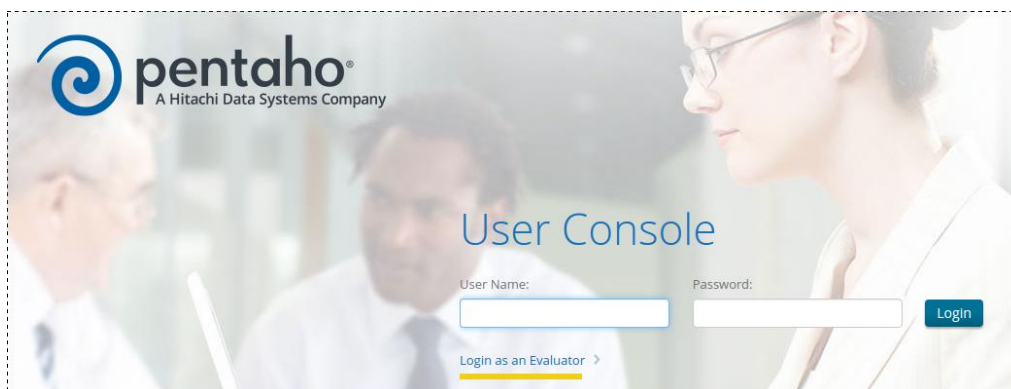 pentaho®
A Hitachi Data Systems Company
User Console
User Name:
Password:
Login
Login as an Evaluator >